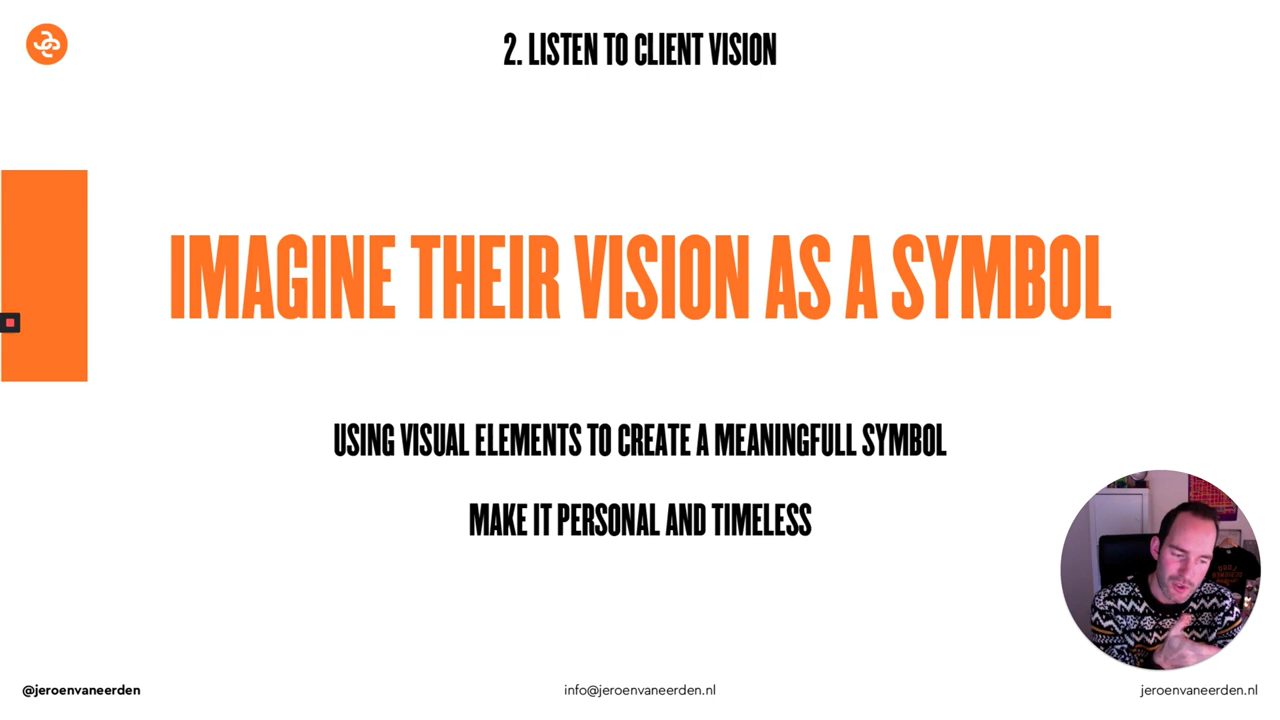 2. LISTEN TO CLIENT VISION
IMAGINE THEIR VISION AS A SYMBOL
USING VISUAL ELEMENTS TO CREATE A MEANINGFULL SYMBOL
MAKE IT PERSONAL AND TIMELESS
@jeroenvaneerden
info@jeroenvaneerden.nl
jeroenvaneerden.nl